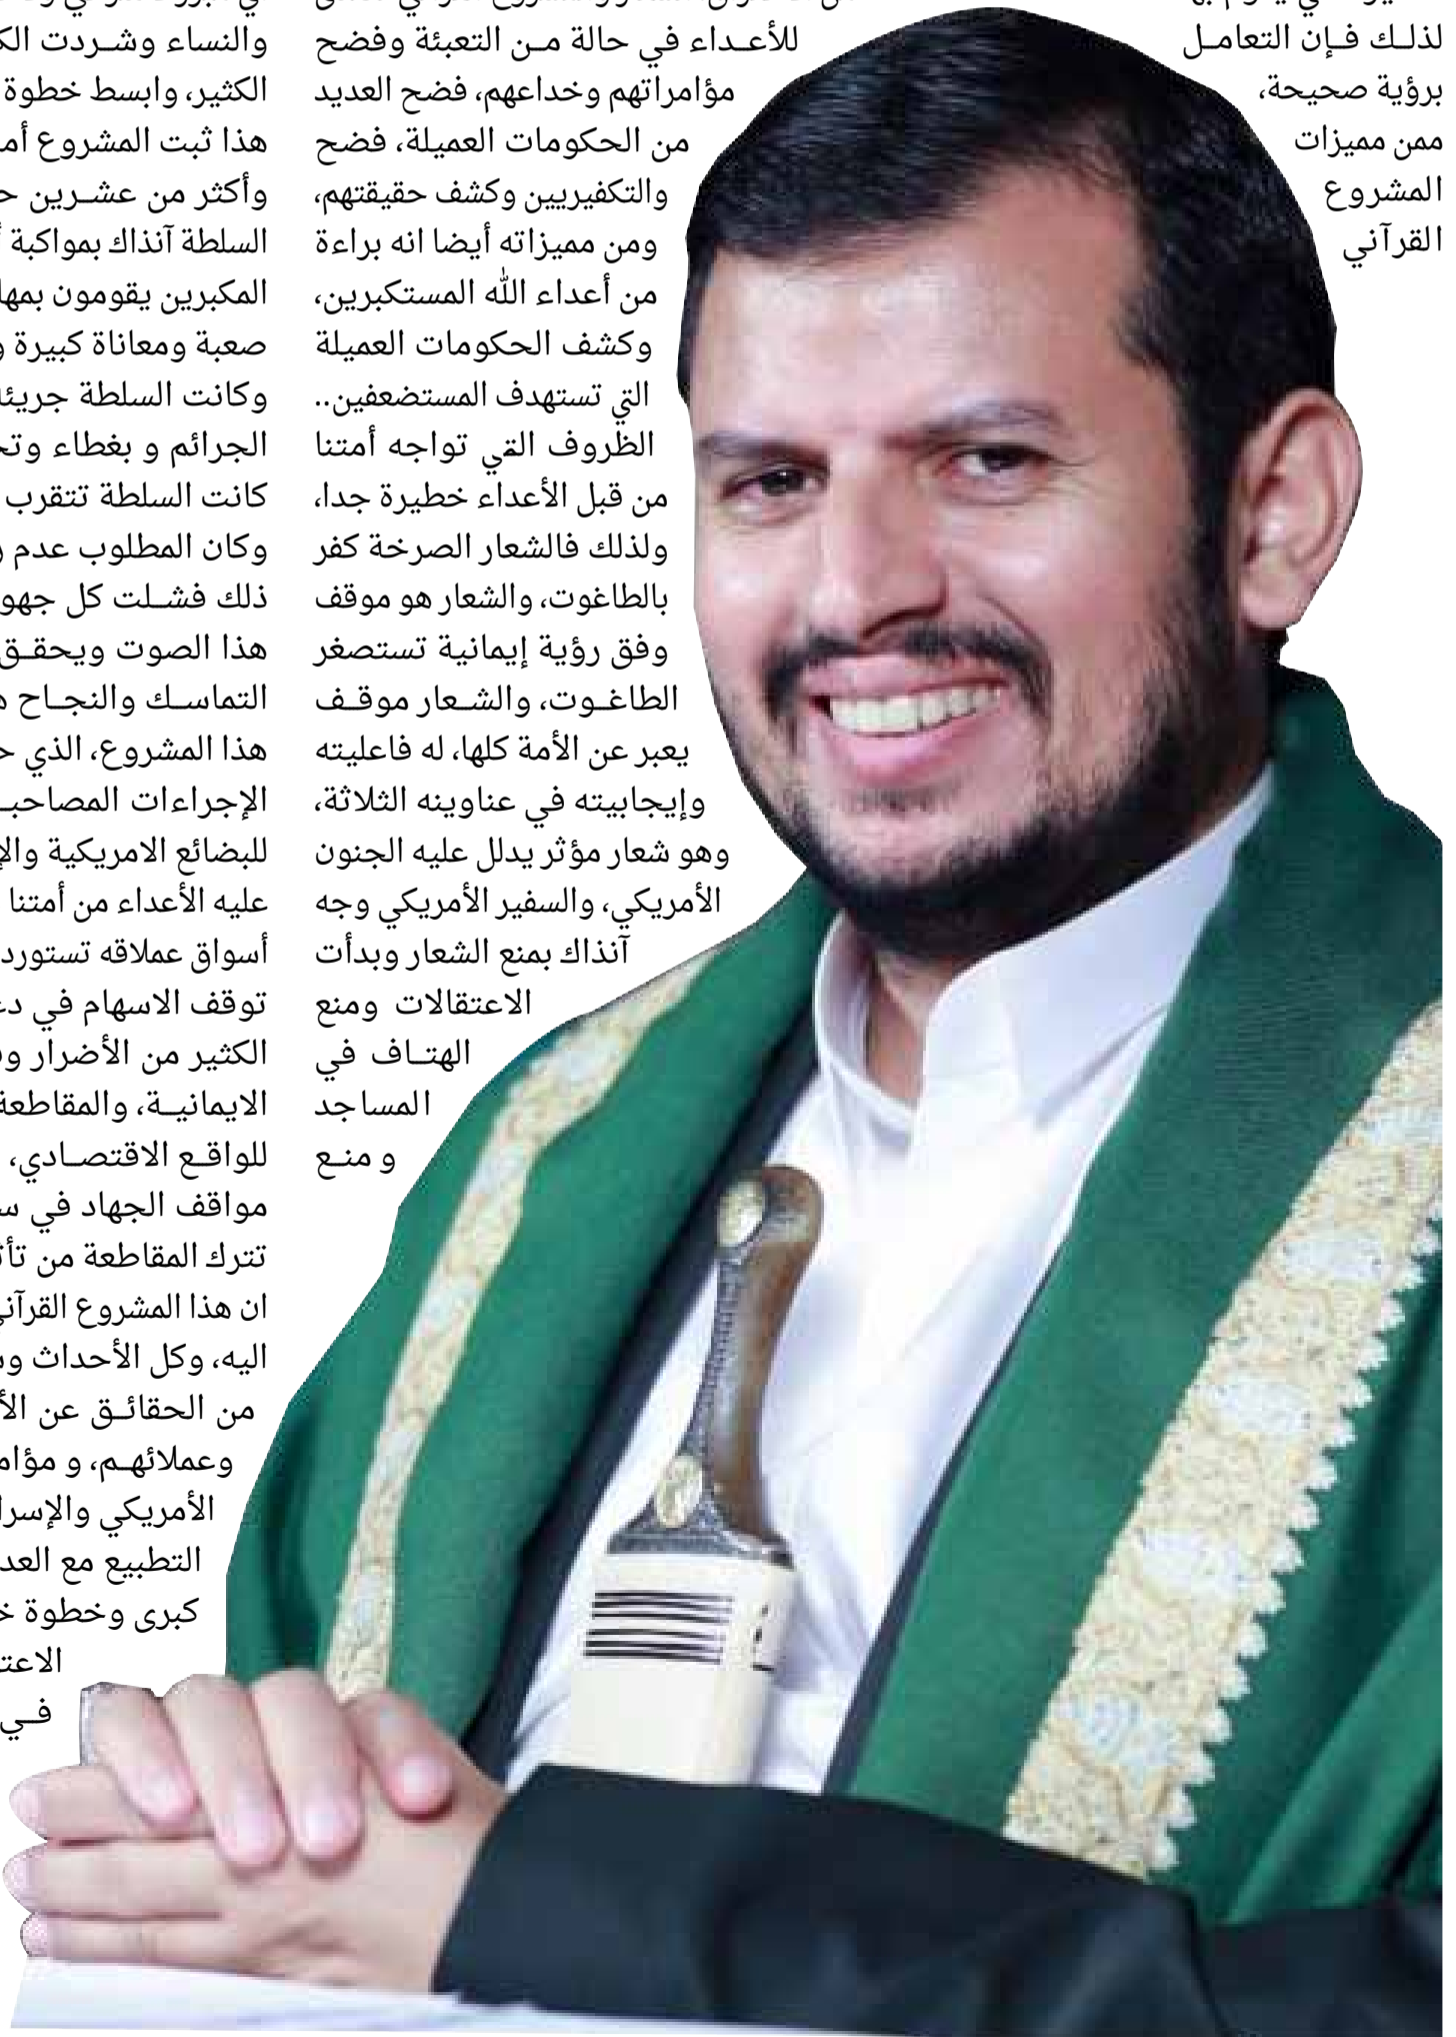 لذلـك فـإن التعامـل
برؤية صحيحة،
ممن مميزات
المشروع
القرآني
للأعـداء في حالة مـن التعبئة وفضح
مؤامراتهم وخداعهم، فضح العديد
من الحكومات العميلة، فضح
والتكفيريين وكشف حقيقتهم،
ومن مميزاته أيضا انه براءة
من أعداء الله المستكبرين،
وكشف الحكومات العميلة
التي تستهدف المستضعفين..
الظروف التي تواجه أمتنا
من قبل الأعداء خطيرة جدا،
ولذلك فالشعار الصرخة كفر
بالطاغوت، والشعار هو موقف
وفق رؤية إيمانية تستصغر
الطاغـوت، والشـعار موقـف
يعبر عن الأمة كلها، له فاعليته
وإيجابيته في عناوينه الثلاثة،
وهو شعار مؤثر يدلل عليه الجنون
الأمريكي، والسفير الأمريكي وجه
آنذاك بمنع الشعار وبدأت
الاعتقالات ومنع
الهتـاف في
المساجد
و منـع
والنساء وشـردت
الكثير، وابسط خطوة
هذا ثبت المشروع
وأكثر من عشـرين
السلطة آنذاك بمواكبة
المكبرين يقومون
صعبة ومعاناة كبيرة
وكانت السلطة
الجرائم و بغطاء
كانت السلطة تتقرب
وكان المطلوب عدم
ذلك فشـلت كل
هذا الصوت ويحقـق
التماسـك والنجـاح
هذا المشروع، الذي
الإجراءات
للبضائع الامريكية
عليه الأعداء من أمتنا
أسواق عملاقه تستورد
توقف الاسهام في
الكثير من الأضرار
الايمانيـة، والمقاطعة
للواقـع الاقتصـادي،
مواقف الجهاد في
تترك المقاطعة من
ان هذا المشروع
اليه، وكل الأحداث
من الحقائـق عن
وعملائهـم، و
الأمريكي
التطبيع مع
كبرى وخطوة
فـي